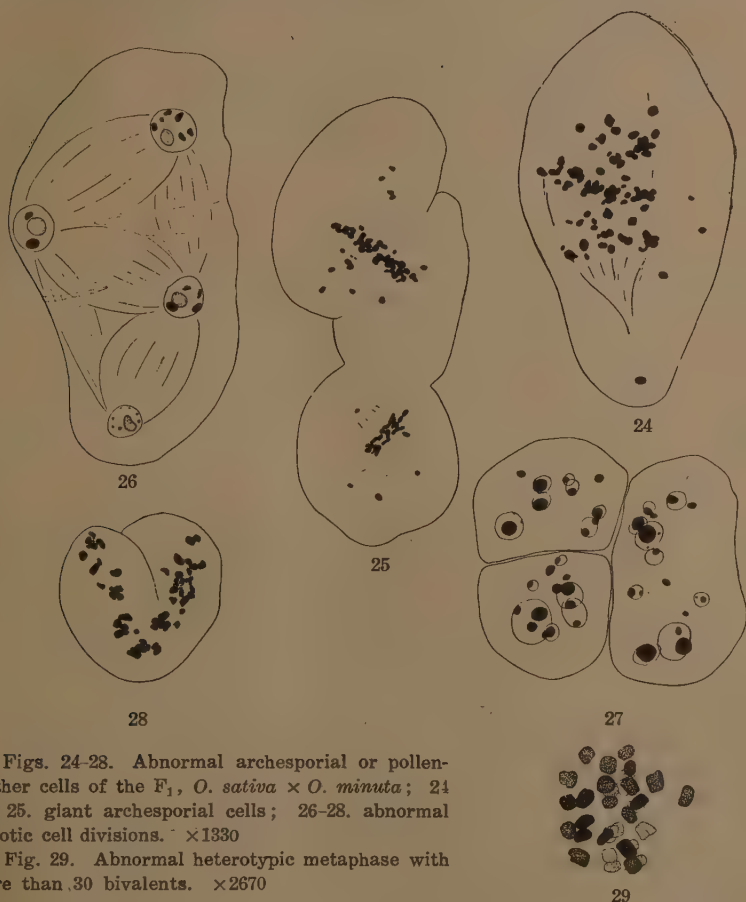 24
26
25
28
27
Figs. 24-28. Abnormal archesporial or pollen-
ther cells of the F₁, O. sativa × O. minuta; 24
25. giant archesporial cells; 26-28. abnormal
otic cell divisions. ×1330
Fig. 29. Abnormal heterotypic metaphase with
re than 30 bivalents. ×2670
29